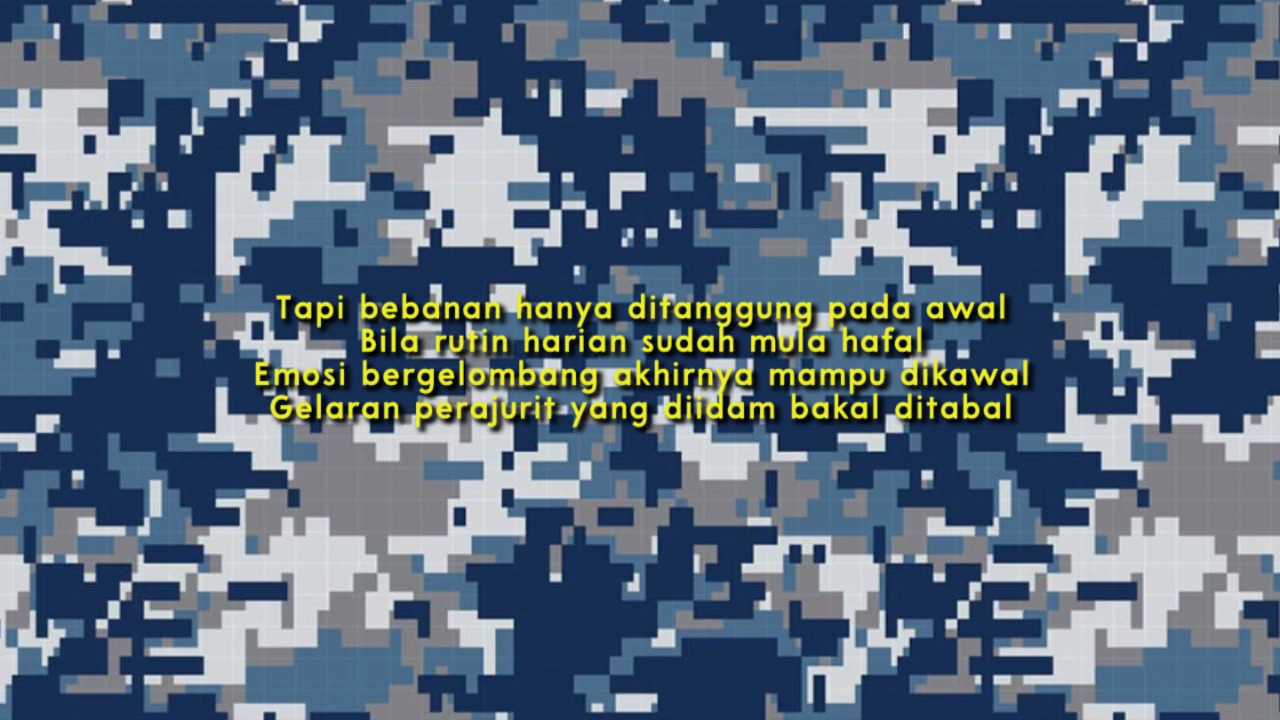 Tapi bebanan hanya ditanggung pada awal
Bila rutin harian sudah mula hafal
Emosi bergelombang akhirnya mampu dikawal
Gelaran perajurit yang diidam bakal ditabal